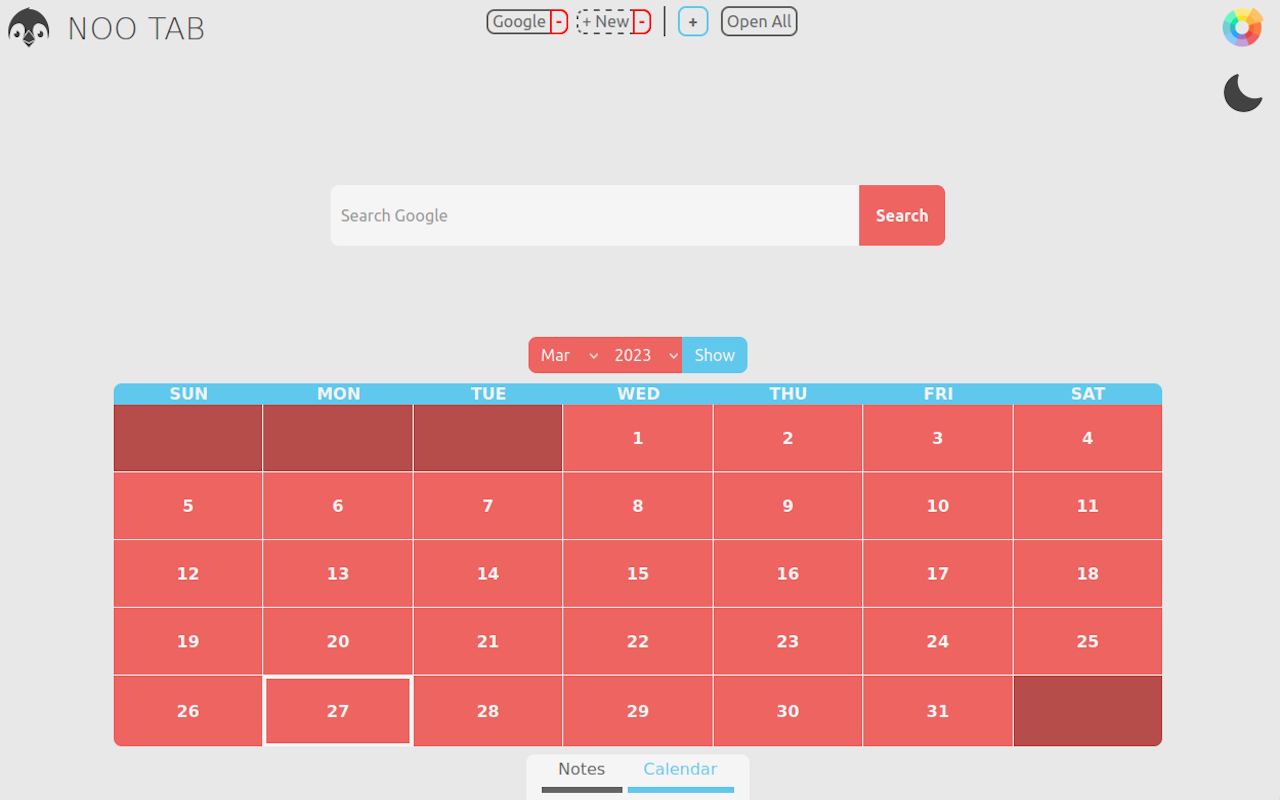 NOO TAB
Google - + New - + Open All
Search Google Search
Mar 2023 Show
SUN MON TUE WED THU FRI SAT
1 2 3 4
5 6 7 8 9 10 11
12 13 14 15 16 17 18
19 20 21 22 23 24 25
26 27 28 29 30 31
Notes Calendar